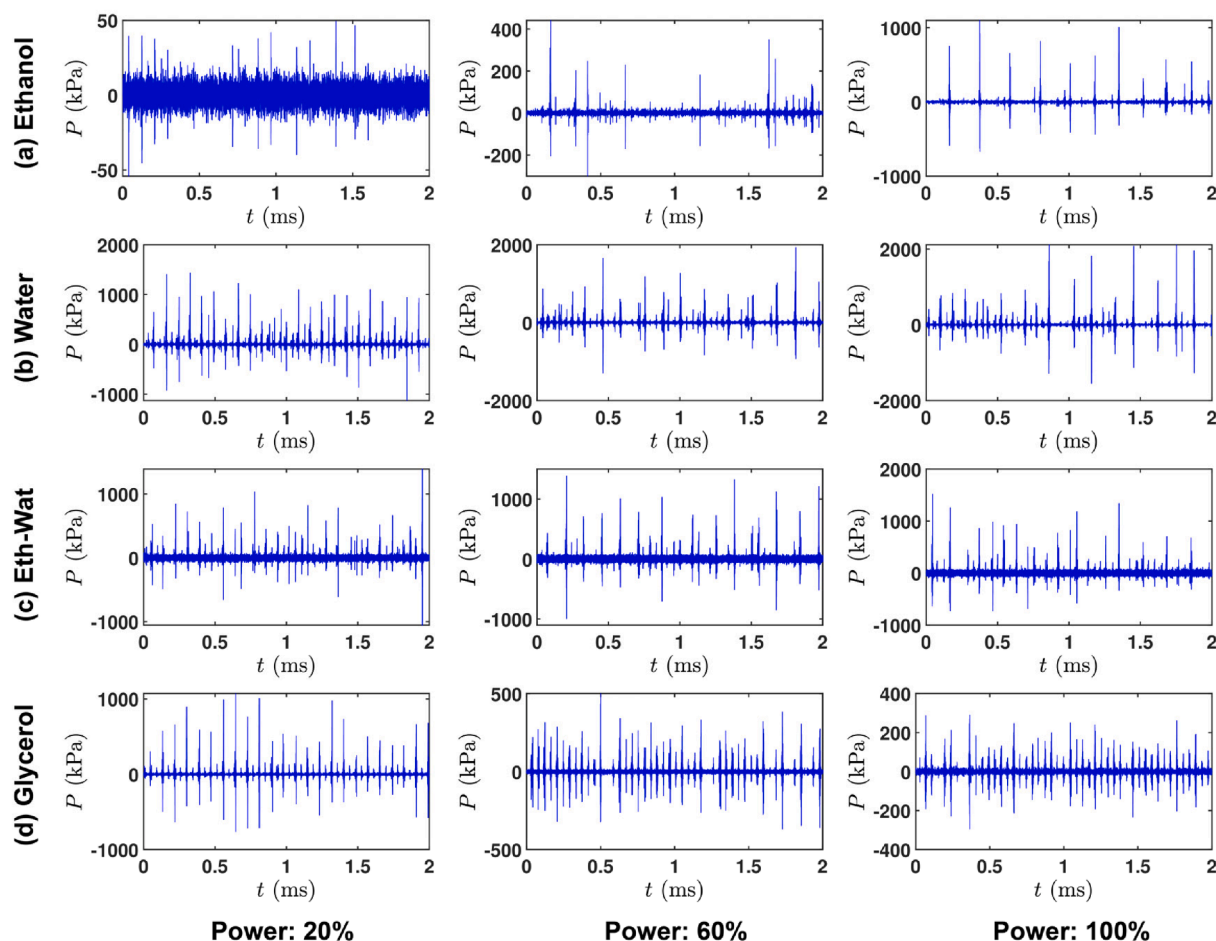 (a) Ethanol
P (kPa)
50
0
-50
0 0.5 1 1.5 2
t (ms)
P (kPa)
400
200
0
-200
0 0.5 1 1.5 2
t (ms)
P (kPa)
1000
0
-1000
0 0.5 1 1.5 2
t (ms)
(b) Water
P (kPa)
2000
1000
0
-1000
0 0.5 1 1.5 2
t (ms)
P (kPa)
2000
0
-2000
0 0.5 1 1.5 2
t (ms)
P (kPa)
2000
0
-2000
0 0.5 1 1.5 2
t (ms)
(c) Eth-Wat
P (kPa)
1000
0
-1000
0 0.5 1 1.5 2
t (ms)
P (kPa)
1000
0
-1000
0 0.5 1 1.5 2
t (ms)
P (kPa)
2000
1000
0
-1000
0 0.5 1 1.5 2
t (ms)
(d) Glycerol
P (kPa)
1000
0
-1000
0 0.5 1 1.5 2
t (ms)
P (kPa)
500
0
-500
0 0.5 1 1.5 2
t (ms)
P (kPa)
400
200
0
-200
-400
0 0.5 1 1.5 2
t (ms)
Power: 20%
Power: 60%
Power: 100%